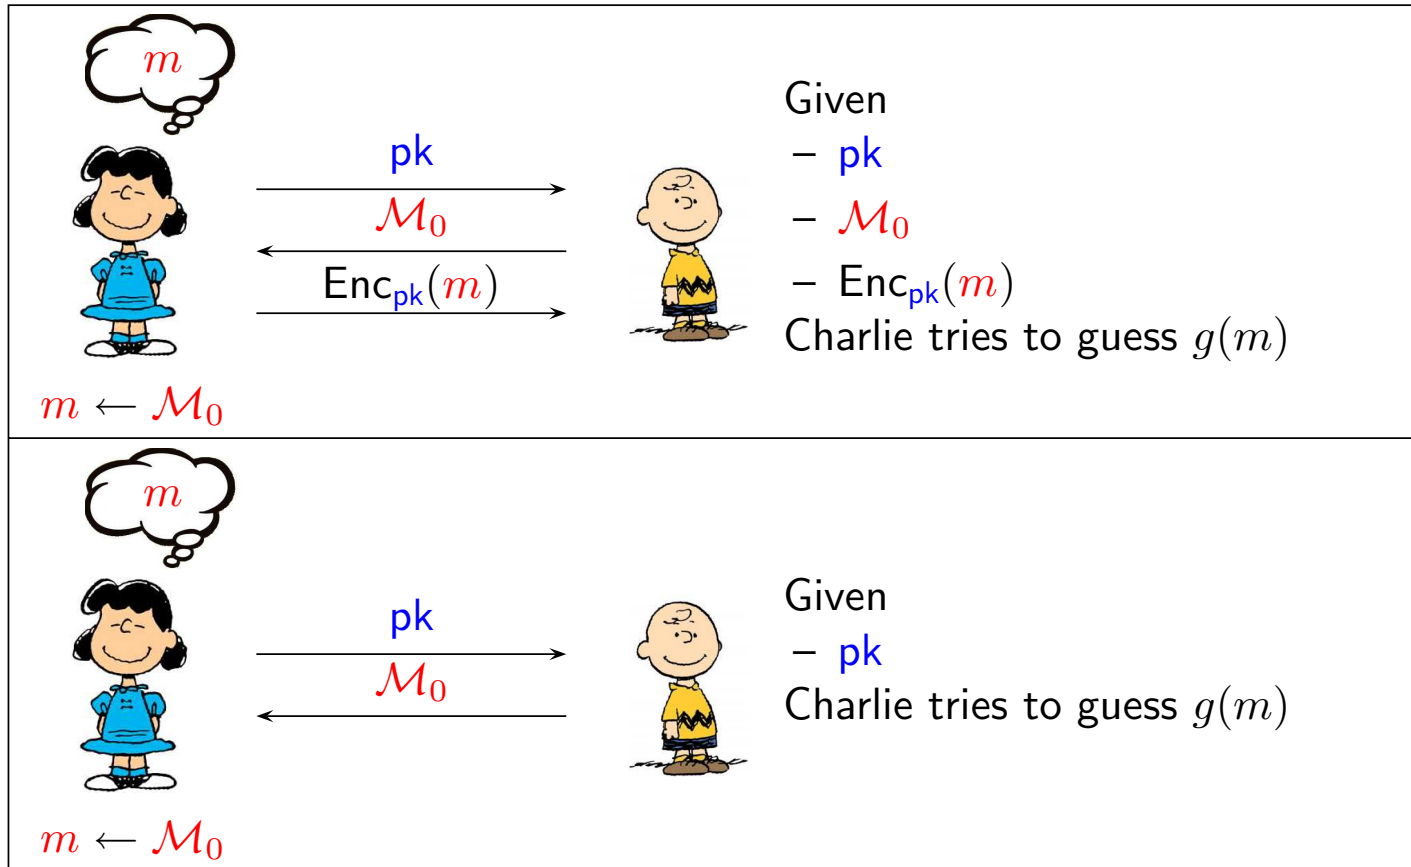 m
Given
pk
– pk
M₀
– M₀
Enc_pk(m)
– Enc_pk(m)
Charlie tries to guess g(m)
m ← M₀
m
Given
pk
– pk
M₀
Charlie tries to guess g(m)
m ← M₀